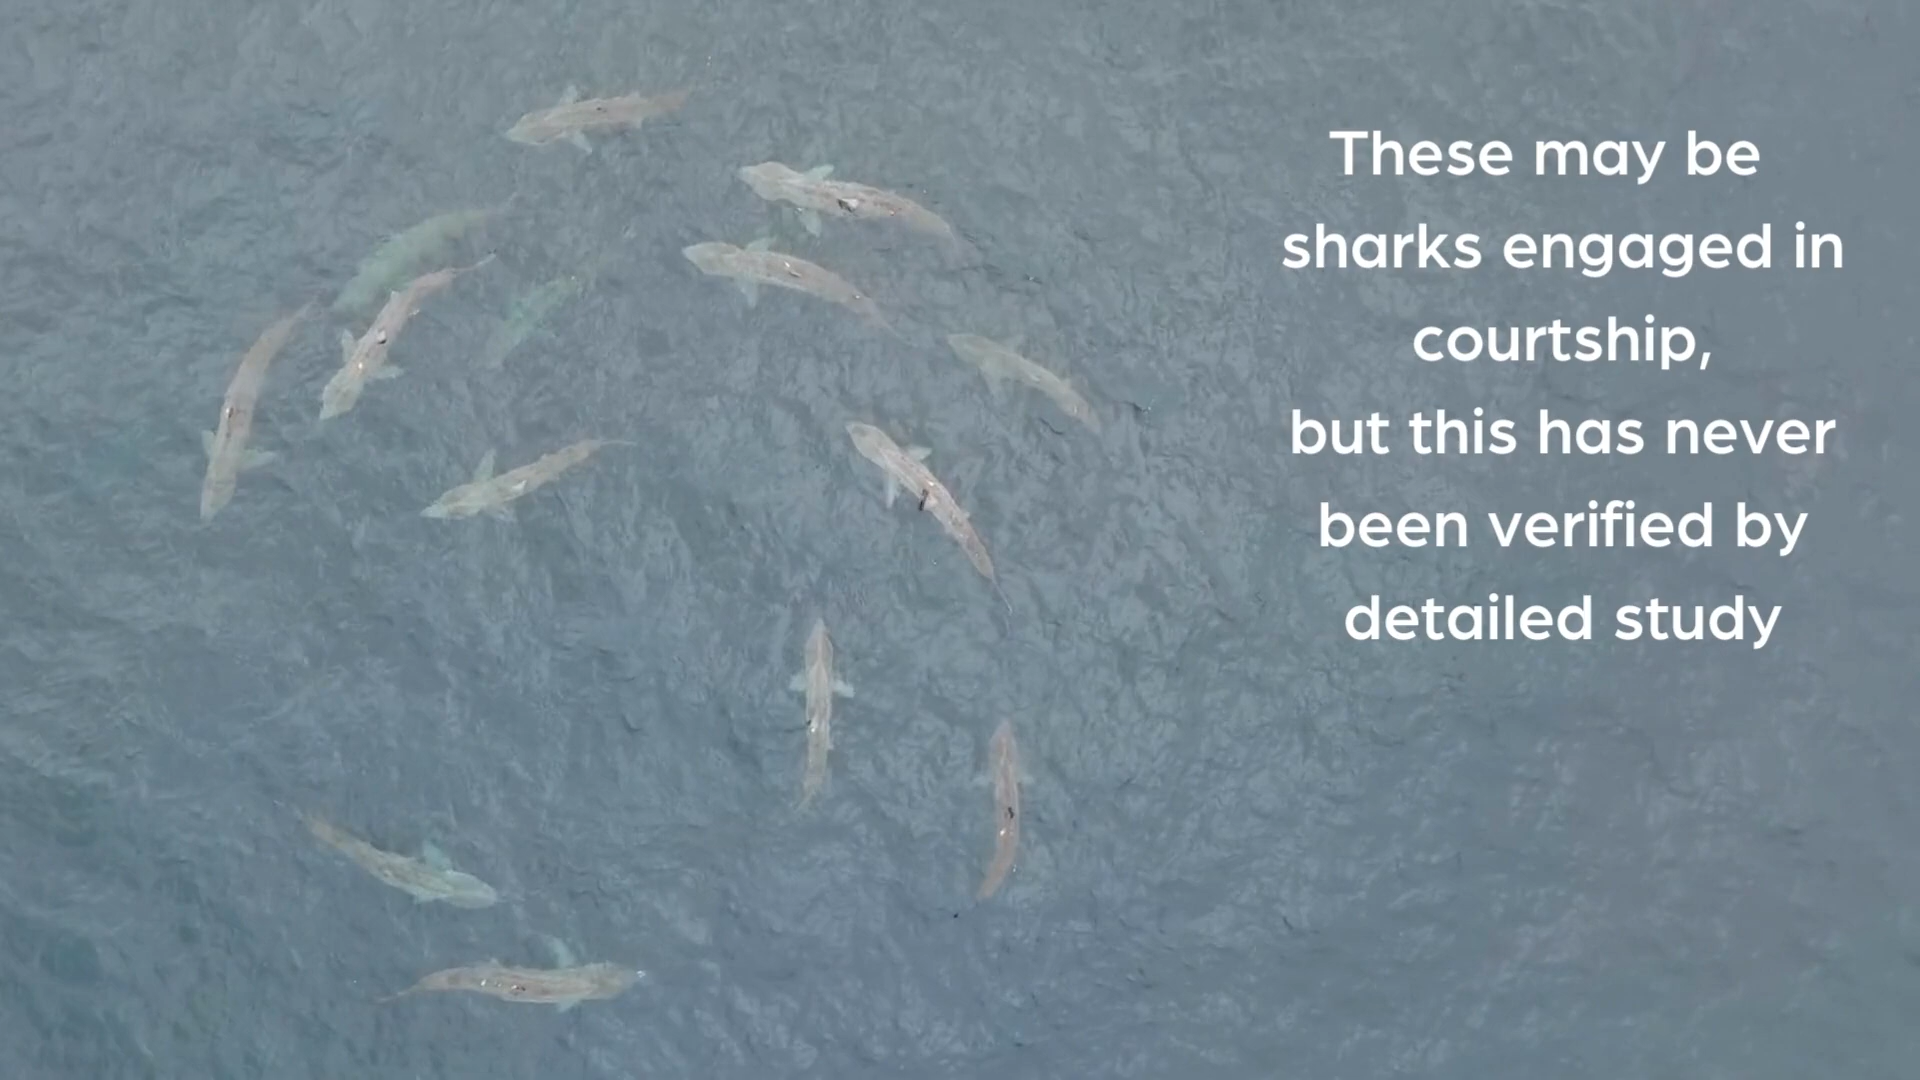 These may be
sharks engaged in
courtship,
but this has never
been verified by
detailed study